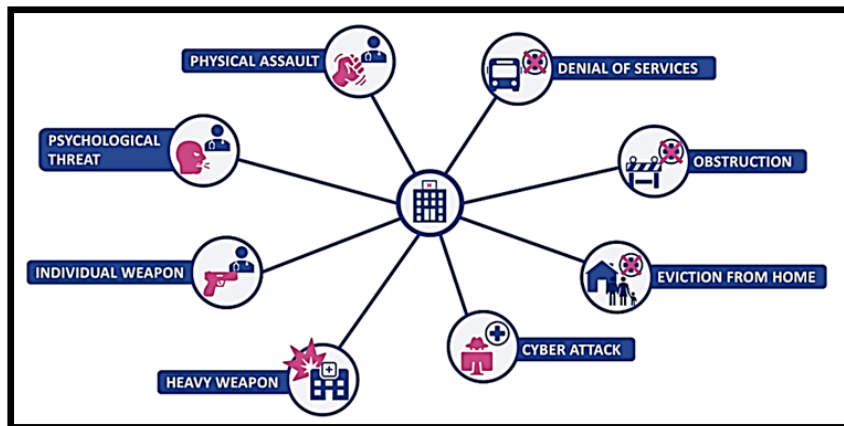 PHYSICAL ASSAULT
DENIAL OF SERVICES
PSYCHOLOGICAL
THREAT
OBSTRUCTION
INDIVIDUAL WEAPON
EVICTION FROM HOME
CYBER ATTACK
HEAVY WEAPON